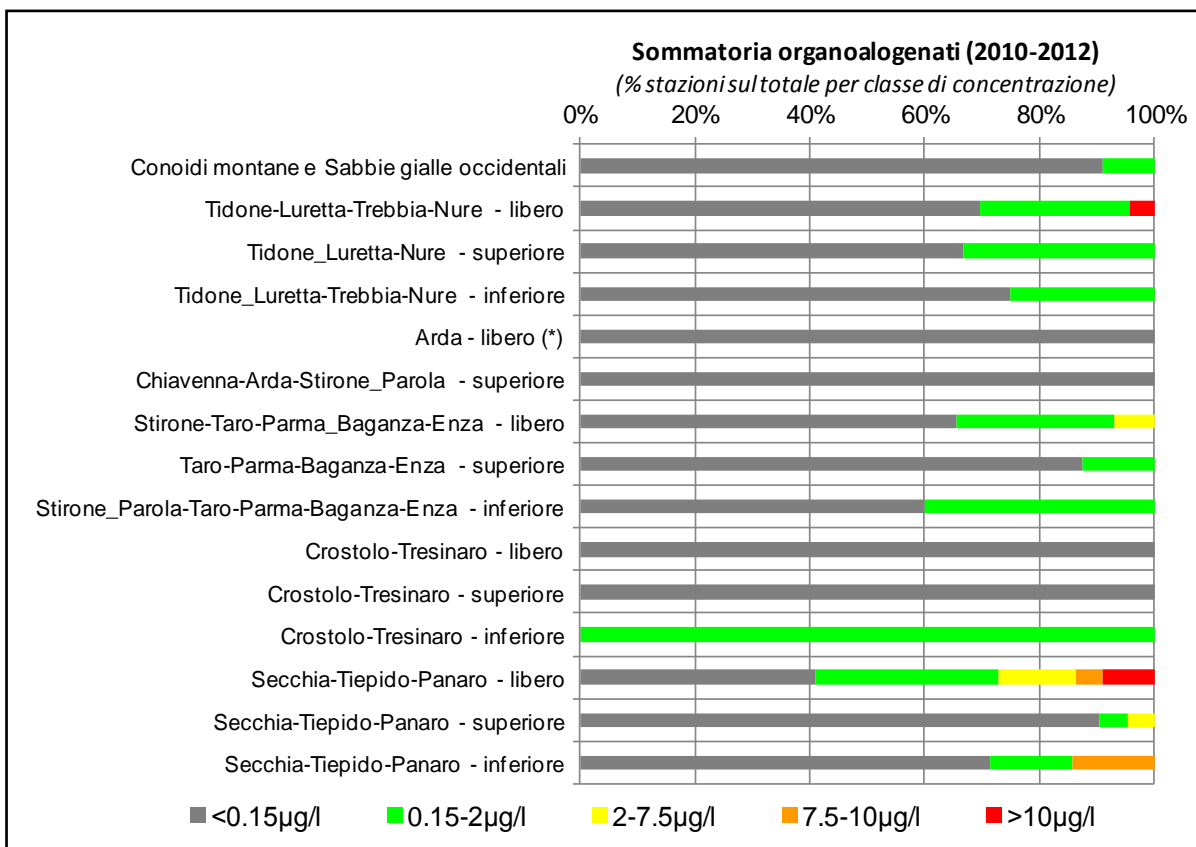 Sommatoria organoalogenati (2010-2012)
(% stazioni sul totale per classe di concentrazione)
0% 20% 40% 60% 80% 100%
Conoidi montane e Sabbie gialle occidentali
Tidone-Luretta-Trebbia-Nure - libero
Tidone_Luretta-Nure - superiore
Tidone_Luretta-Trebbia-Nure - inferiore
Arda - libero (*)
Chiavenna-Arda-Stirone_Parola - superiore
Stirone-Taro-Parma_Baganza-Enza - libero
Taro-Parma-Baganza-Enza - superiore
Stirone_Parola-Taro-Parma-Baganza-Enza - inferiore
Crostolo-Tresinaro - libero
Crostolo-Tresinaro - superiore
Crostolo-Tresinaro - inferiore
Secchia-Tiepido-Panaro - libero
Secchia-Tiepido-Panaro - superiore
Secchia-Tiepido-Panaro - inferiore
<0.15µg/l 0.15-2µg/l 2-7.5µg/l 7.5-10µg/l >10µg/l